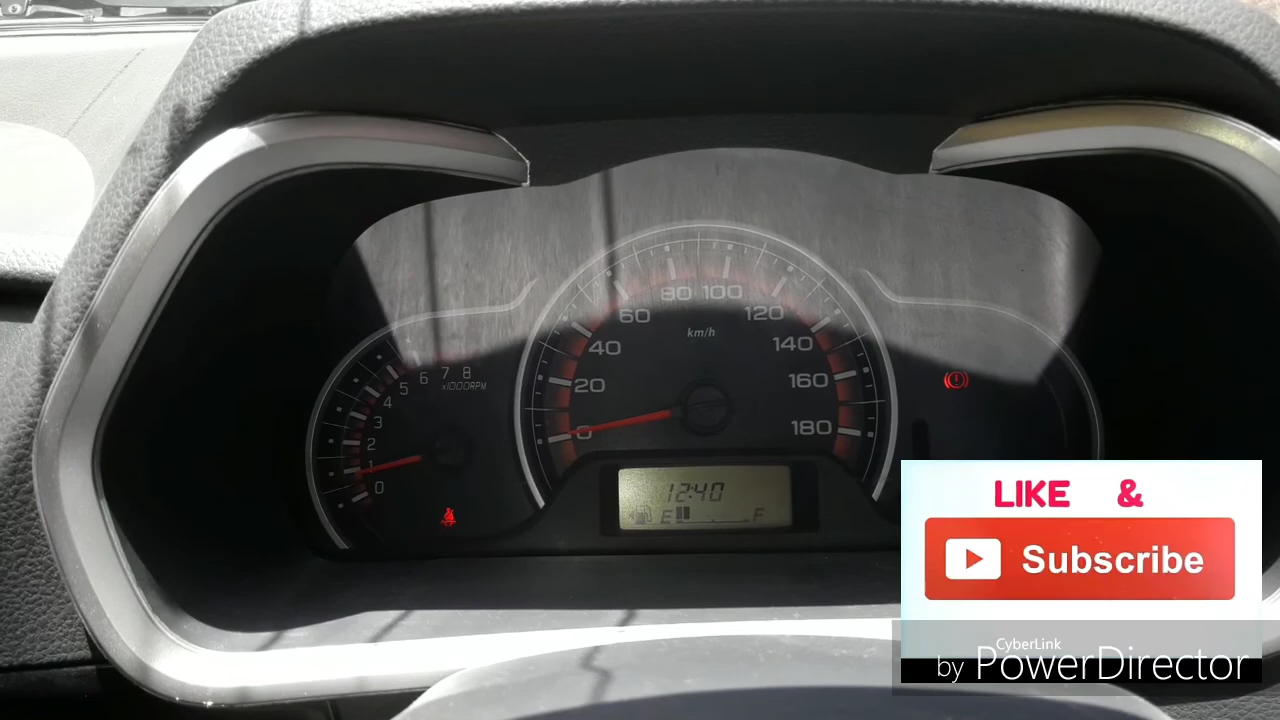 80 100
60 120
km/h
40 140
20 160
0 180
5 6 7 8
x1000RPM
4
3
2
1
0
12:40
E F
LIKE &
Subscribe
CyberLink
by PowerDirector